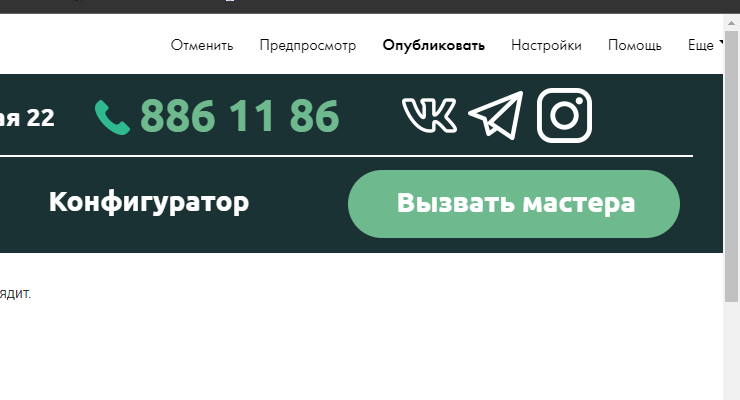 Отменить Предпросмотр Опубликовать Настройки Помощь Еще
ая 22 886 11 86
Конфигуратор Вызвать мастера
ядит.